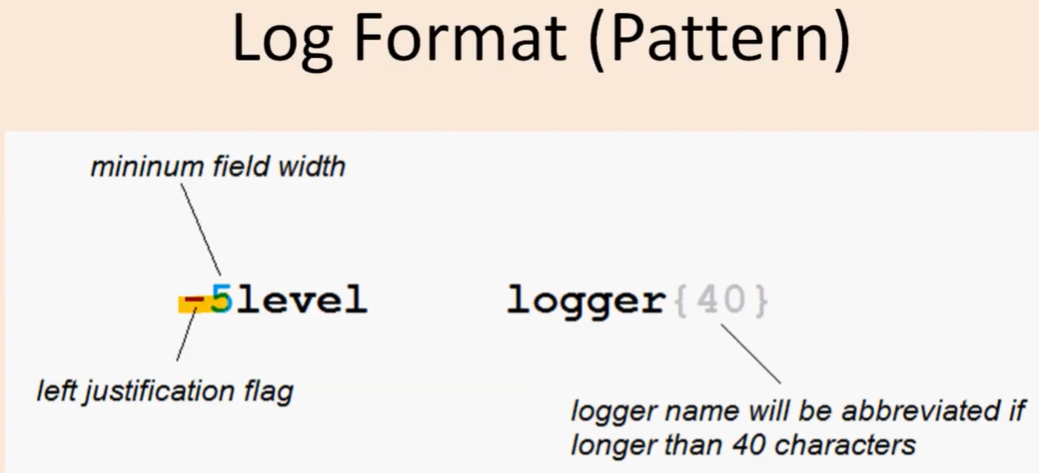 Log Format (Pattern)
mininum field width
-5level
logger{40}
left justification flag
logger name will be abbreviated if
longer than 40 characters